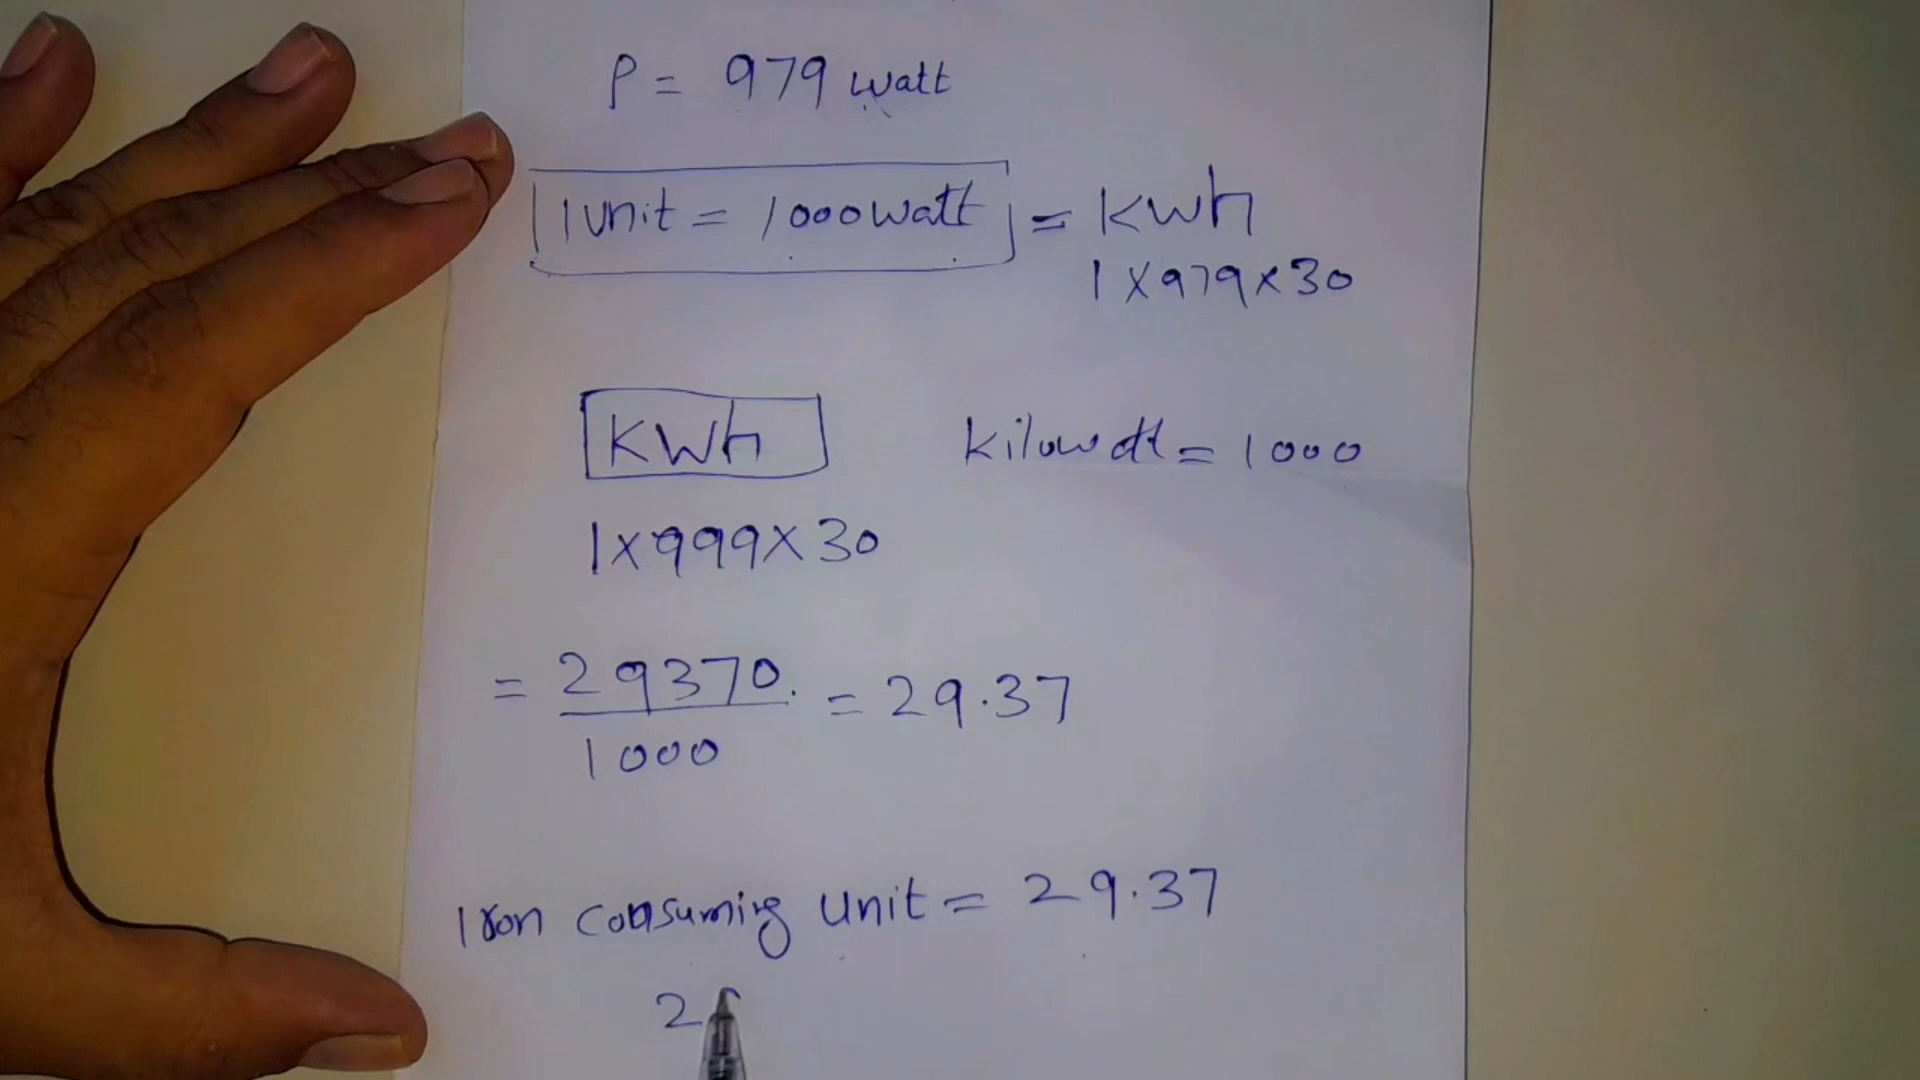 P = 979 watt
1 unit = 1000 watt = kwh
1 x 979 x 30
KWh kilowatt = 1000
1 x 999 x 30
= 29370 / 1000 = 29.37
Iron consuming unit = 29.37
2